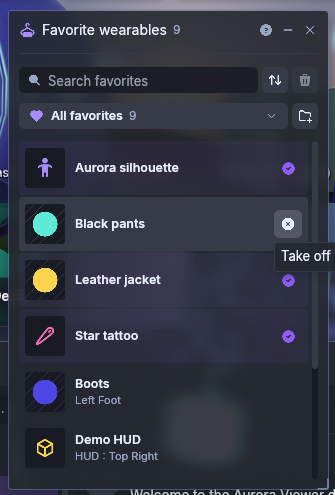 Favorite wearables 9
Search favorites
All favorites 9
Aurora silhouette
Black pants
Take off
Leather jacket
Star tattoo
Boots
Left Foot
Demo HUD
HUD : Top Right
Welcome to the Aurora Viewer